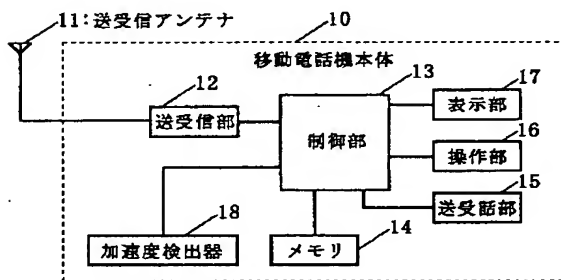 10
11:送受信アンテナ
移動電話機本体
12
送受信部
13
制御部
17
表示部
16
操作部
15
送受話部
18
加速度検出器
メモリ
14